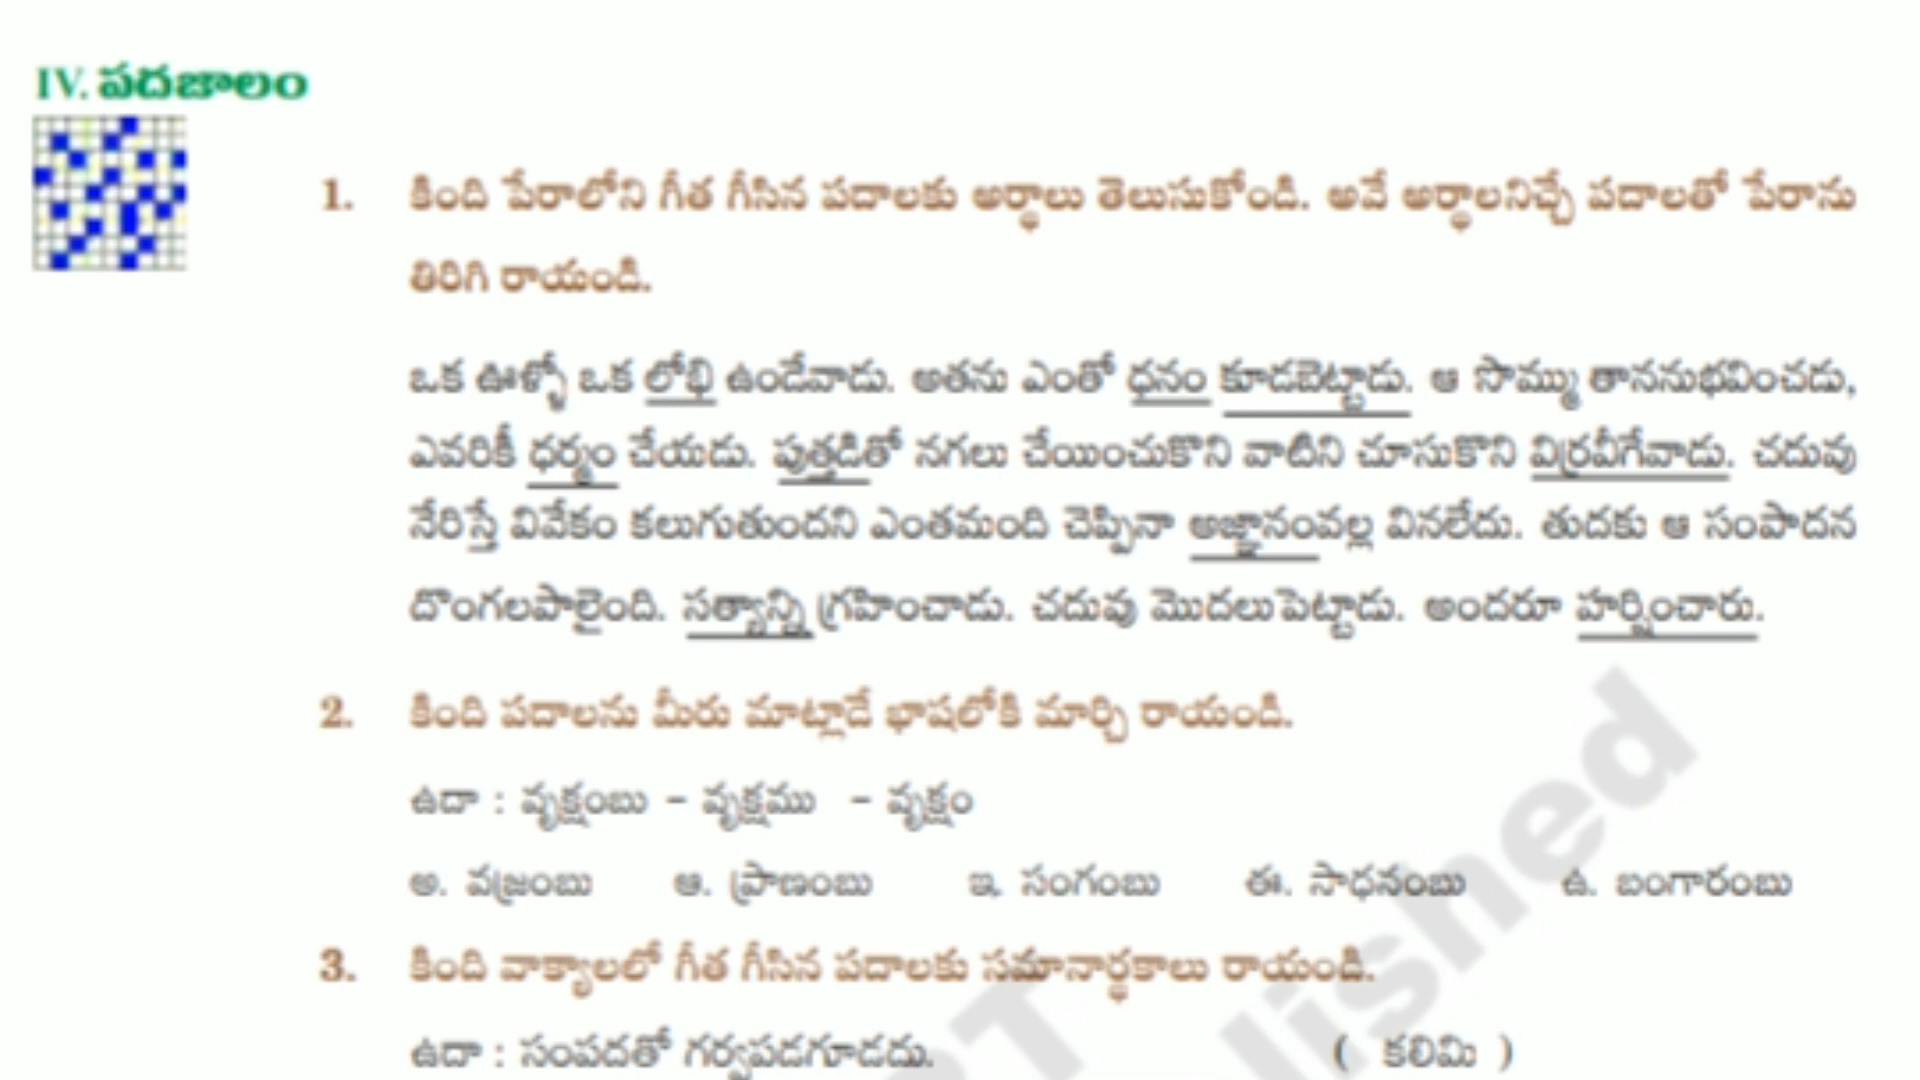 IV. పదజాలం
1. కింది పేరాలోని గీత గీసిన పదాలకు అర్థాలు తెలుసుకోండి. అవే అర్థాలనిచ్చే పదాలతో పేరాను
తిరిగి రాయండి.
ఒక ఊళ్ళో ఒక లోభి ఉండేవాడు. అతను ఎంతో ధనం కూడబెట్టాడు. ఆ సొమ్ము తాననుభవించడు,
ఎవరికీ ధర్మం చేయడు. పుత్తడితో నగలు చేయించుకొని వాటిని చూసుకొని విర్రవీగేవాడు. చదువు
నేరిస్తే వివేకం కలుగుతుందని ఎంతమంది చెప్పినా అజ్ఞానంవల్ల వినలేదు. తుదకు ఆ సంపాదన
దొంగలపాలైంది. సత్యాన్ని గ్రహించాడు. చదువు మొదలుపెట్టాడు. అందరూ హర్షించారు.
2. కింది పదాలను మీరు మాట్లాడే భాషలోకి మార్చి రాయండి.
ఉదా : వృక్షంబు - వృక్షము - వృక్షం
అ. వజ్రంబు ఆ. ప్రాణంబు ఇ. సంగంబు ఈ. సాధనంబు ఉ. బంగారంబు
3. కింది వాక్యాలలో గీత గీసిన పదాలకు సమానార్థకాలు రాయండి.
ఉదా : సంపదతో గర్వపడగూడదు. ( కలిమి )